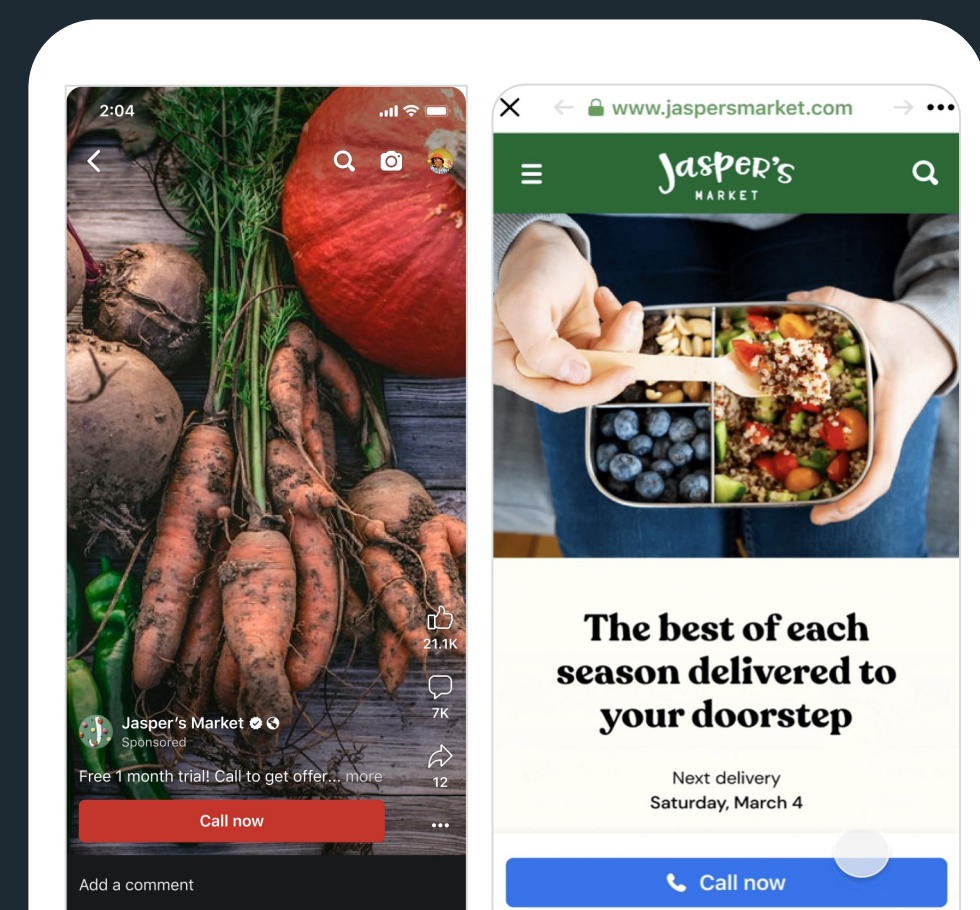 2:04
21.1K
7K
Jasper's Market
Sponsored
12
Free 1 month trial! Call to get offer... more
Call now
Add a comment
www.jaspersmarket.com
Jasper's
MARKET
The best of each
season delivered to
your doorstep
Next delivery
Saturday, March 4
Call now